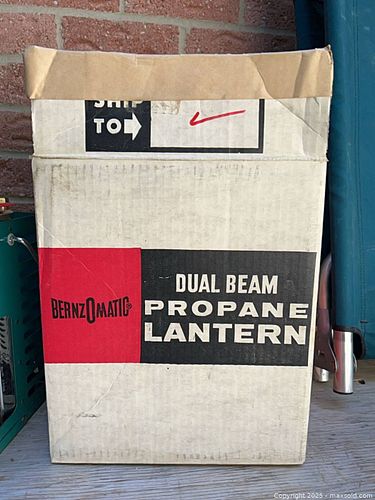 SHIP
TO
BERNZOMATIC®
DUAL BEAM
PROPANE
LANTERN
Copyright 2025 - maxsold.com